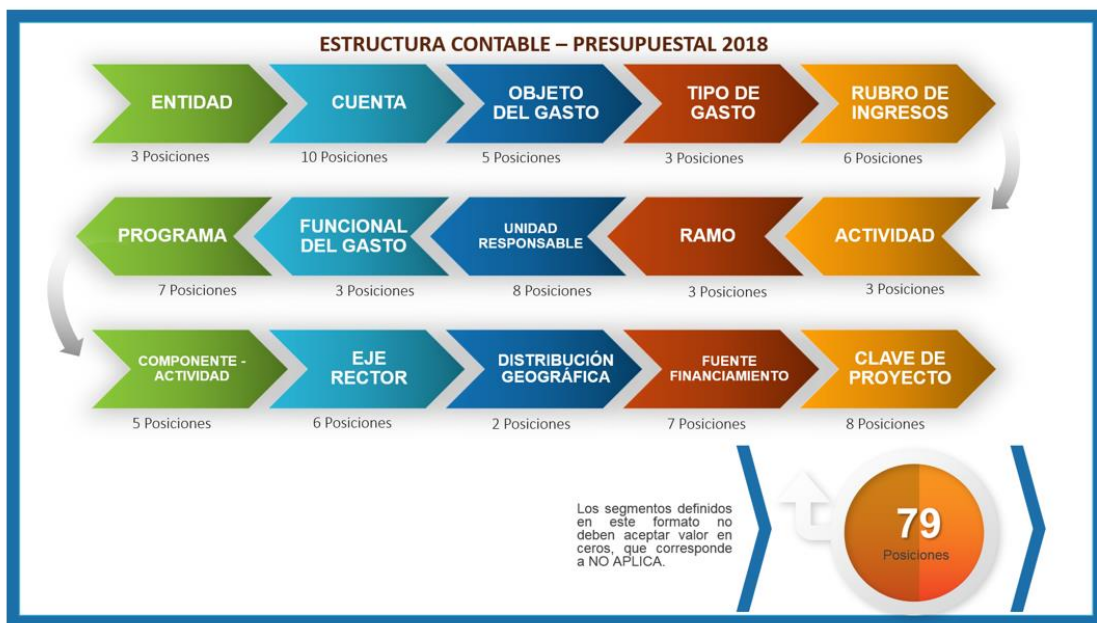 ESTRUCTURA CONTABLE – PRESUPUESTAL 2018
ENTIDAD
3 Posiciones
CUENTA
10 Posiciones
OBJETO
DEL GASTO
5 Posiciones
TIPO DE
GASTO
3 Posiciones
RUBRO DE
INGRESOS
6 Posiciones
ACTIVIDAD
3 Posiciones
RAMO
3 Posiciones
UNIDAD
RESPONSABLE
8 Posiciones
FUNCIONAL
DEL GASTO
3 Posiciones
PROGRAMA
7 Posiciones
COMPONENTE -
ACTIVIDAD
5 Posiciones
EJE
RECTOR
6 Posiciones
DISTRIBUCIÓN
GEOGRÁFICA
2 Posiciones
FUENTE
FINANCIAMIENTO
7 Posiciones
CLAVE DE
PROYECTO
8 Posiciones
Los segmentos definidos
en este formato no
deben aceptar valor en
ceros, que corresponde
a NO APLICA.
79
Posiciones